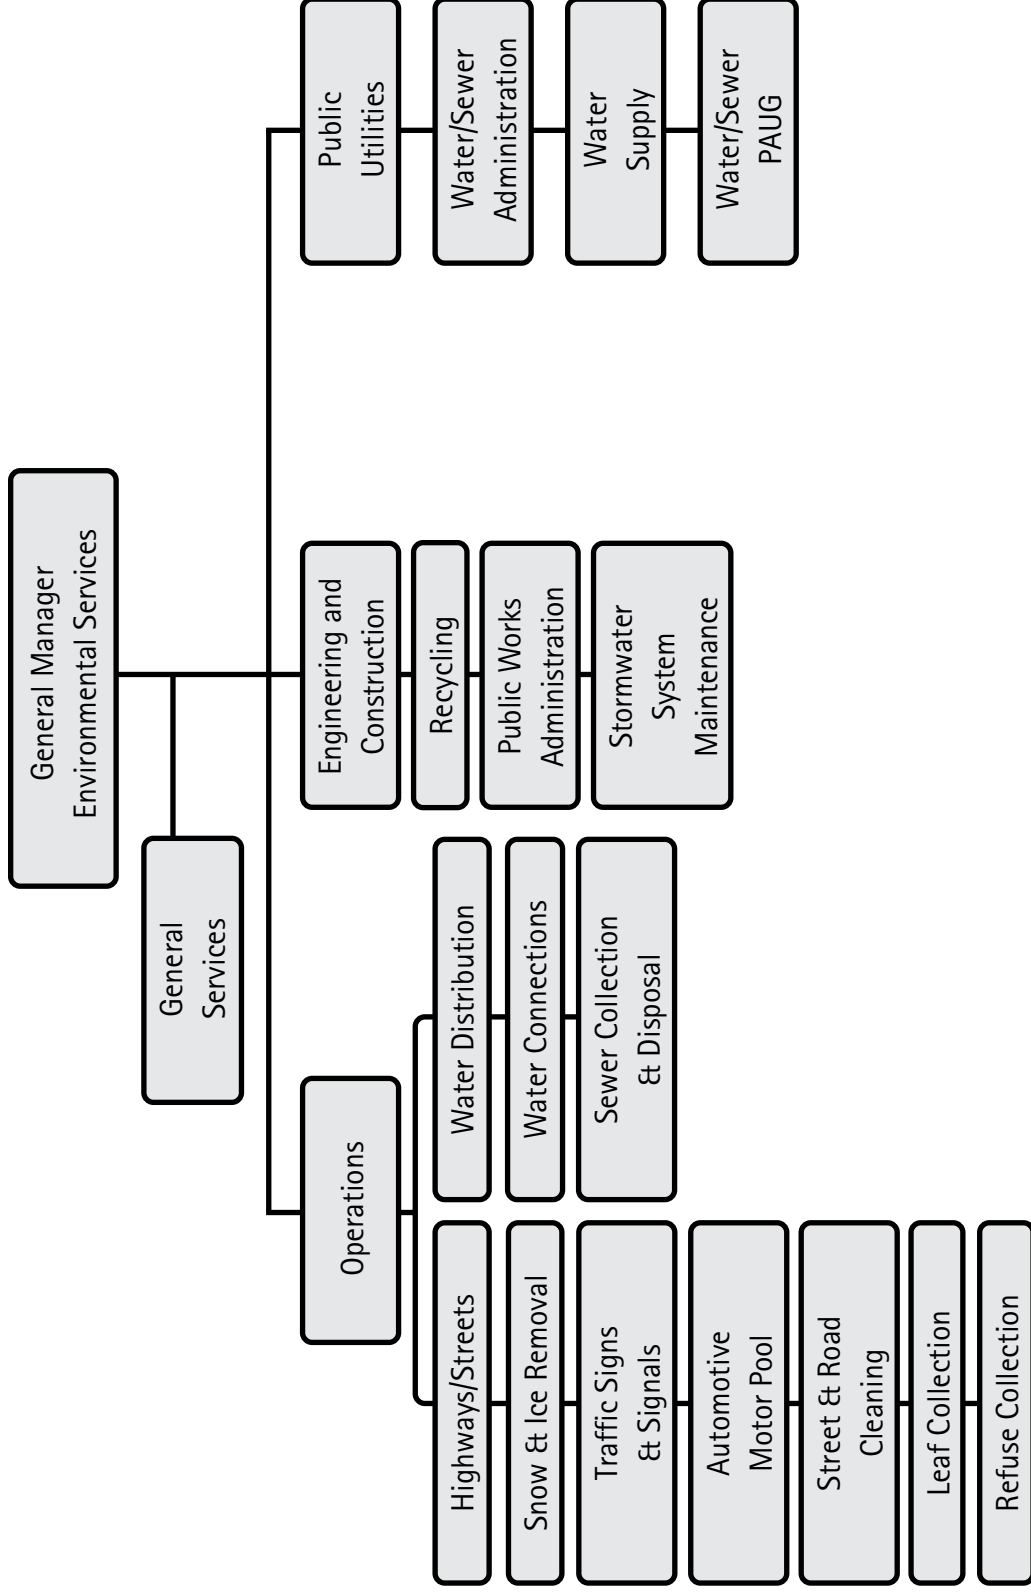 General Manager
Environmental Services
General
Services
Operations
Highways/Streets
Snow & Ice Removal
Traffic Signs
& Signals
Automotive
Motor Pool
Street & Road
Cleaning
Leaf Collection
Refuse Collection
Water Distribution
Water Connections
Sewer Collection
& Disposal
Engineering and
Construction
Recycling
Public Works
Administration
Stormwater
System
Maintenance
Public
Utilities
Water/Sewer
Administration
Water
Supply
Water/Sewer
PAUG